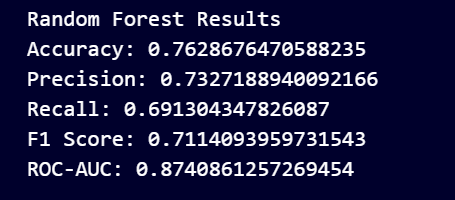 Random Forest Results
Accuracy: 0.7628676470588235
Precision: 0.7327188940092166
Recall: 0.691304347826087
F1 Score: 0.7114093959731543
ROC-AUC: 0.8740861257269454